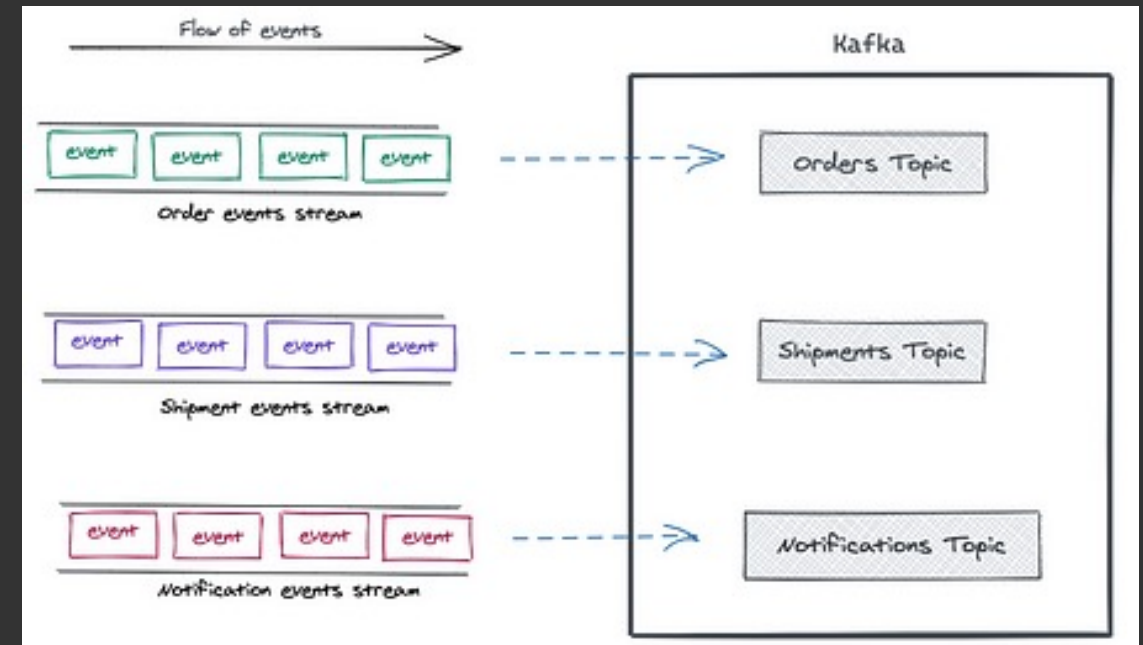 Flow of events
Kafka
event event event event
Orders Topic
Order events stream
event event event event
Shipments Topic
Shipment events stream
event event event event
Notifications Topic
Notification events stream